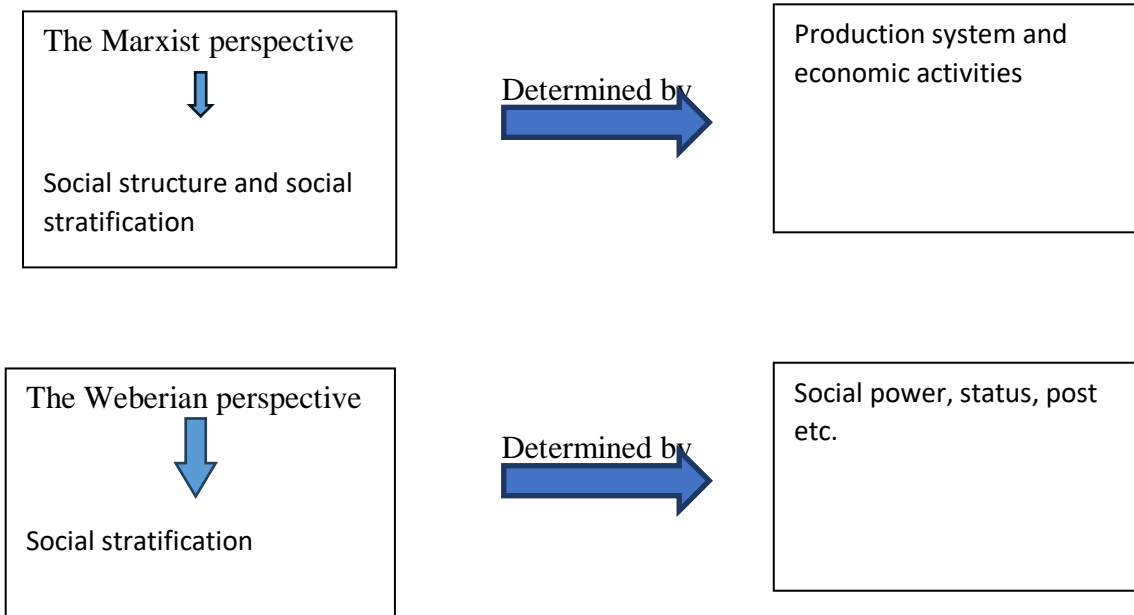 The Marxist perspective
Social structure and social
stratification
Determined by
Production system and
economic activities
The Weberian perspective
Social stratification
Determined by
Social power, status, post
etc.